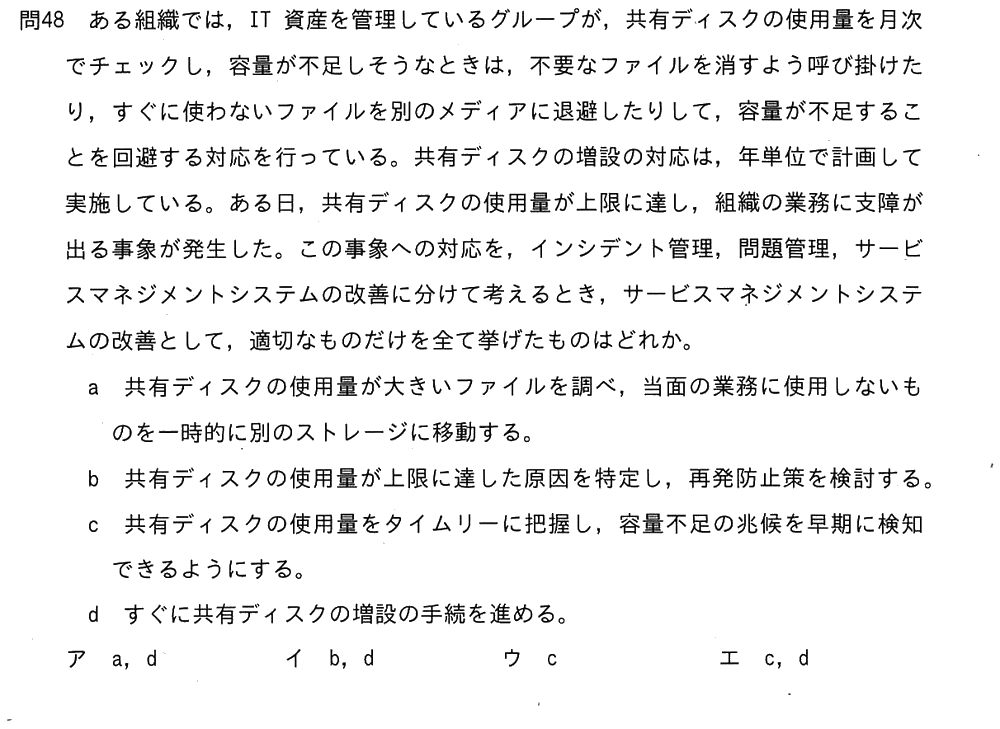 問48　ある組織では，IT 資産を管理しているグループが，共有ディスクの使用量を月次
でチェックし，容量が不足しそうなときは，不要なファイルを消すよう呼び掛けた
り，すぐに使わないファイルを別のメディアに退避したりして，容量が不足するこ
とを回避する対応を行っている。共有ディスクの増設の対応は，年単位で計画して
実施している。ある日，共有ディスクの使用量が上限に達し，組織の業務に支障が
出る事象が発生した。この事象への対応を，インシデント管理，問題管理，サービ
スマネジメントシステムの改善に分けて考えるとき，サービスマネジメントシステ
ムの改善として，適切なものだけを全て挙げたものはどれか。
a　共有ディスクの使用量が大きいファイルを調べ，当面の業務に使用しないも
のを一時的に別のストレージに移動する。
b　共有ディスクの使用量が上限に達した原因を特定し，再発防止策を検討する。
c　共有ディスクの使用量をタイムリーに把握し，容量不足の兆候を早期に検知
できるようにする。
d　すぐに共有ディスクの増設の手続を進める。
ア　a，d　　イ　b，d　　ウ　c　　エ　c，d